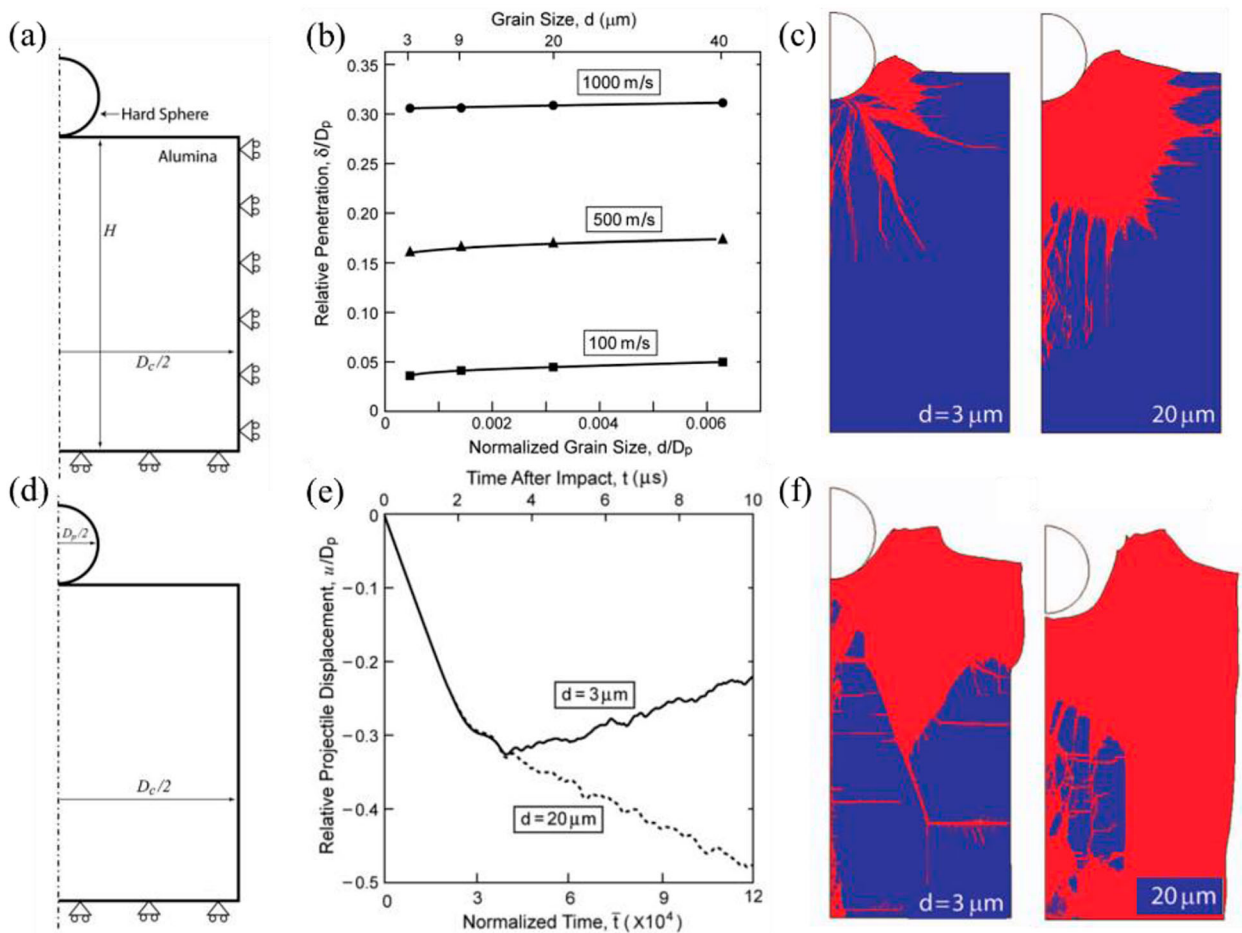 (a)
Hard Sphere
Alumina
H
D_c/2
(b)
Grain Size, d (μm)
3 9 20 40
0.35
0.30
0.25
0.20
0.15
0.10
0.05
0
Relative Penetration, δ/D_p
1000 m/s
500 m/s
100 m/s
0.002 0.004 0.006
Normalized Grain Size, d/D_p
(c)
d=3 μm
20 μm
(d)
D_p/2
D_c/2
(e)
Time After Impact, t (μs)
0 2 4 6 8 10
0
−0.1
−0.2
−0.3
−0.4
−0.5
Relative Projectile Displacement, u/D_p
d = 3 μm
d = 20 μm
0 3 6 9 12
Normalized Time, t̅ (X10⁴)
(f)
d=3 μm
20 μm